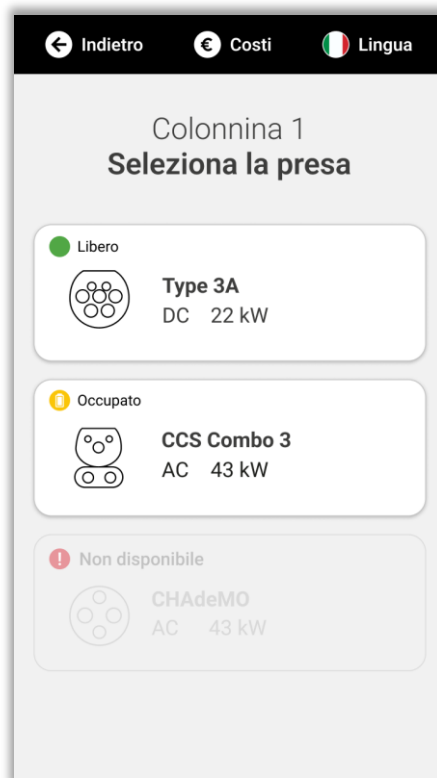 Indietro € Costi Lingua
Colonnina 1
Seleziona la presa
Libero
Type 3A
DC 22 kW
Occupato
CCS Combo 3
AC 43 kW
! Non disponibile
CHAdeMO
AC 43 kW